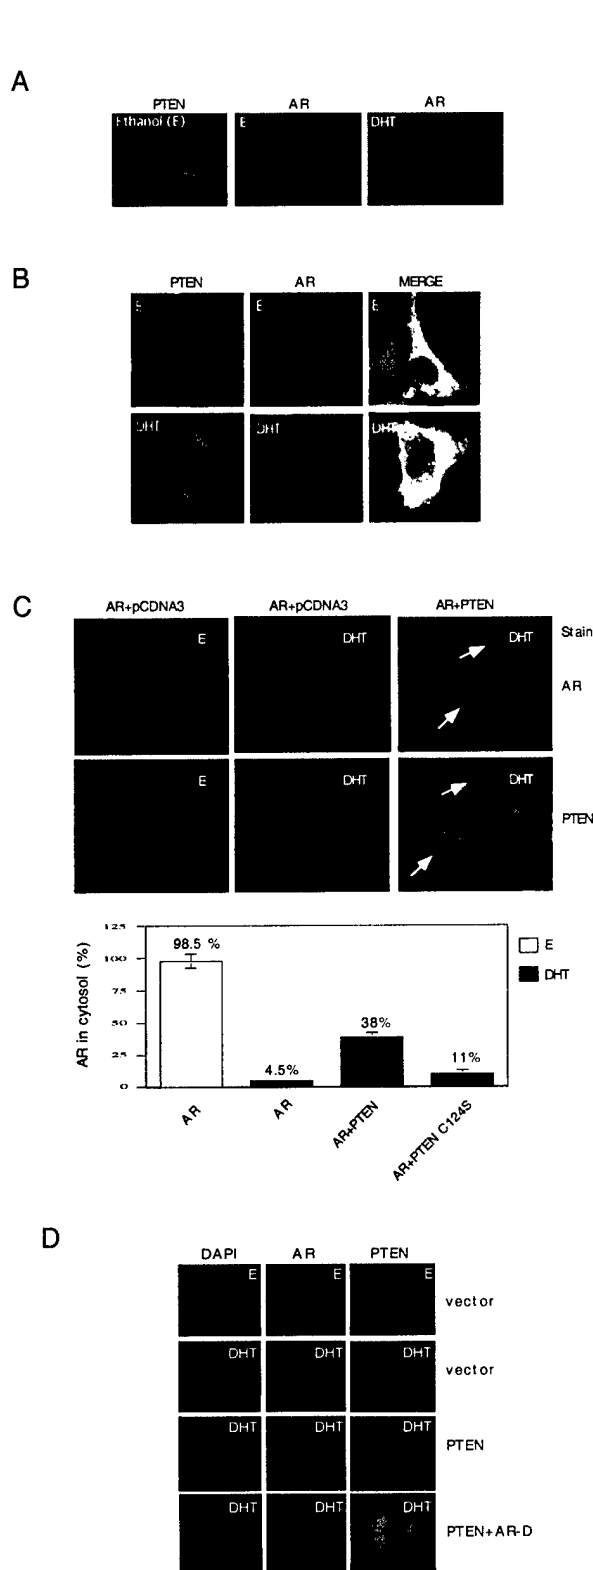 A
PTEN AR AR
Ethanol (E) E DHT
B
PTEN AR MERGE
E E E
DHT DHT DHT
C
AR+pCDNA3 AR+pCDNA3 AR+PTEN
Stain
E DHT DHT
AR
E DHT DHT
PTEN
AR in cytosol (%)
125
100
75
50
25
0
98.5 %
4.5%
38%
11%
E
DHT
AR
AR
AR+PTEN
AR+PTEN C124S
D
DAPI AR PTEN
E E E
vector
DHT DHT DHT
vector
DHT DHT DHT
PTEN
DHT DHT DHT
PTEN+AR-D